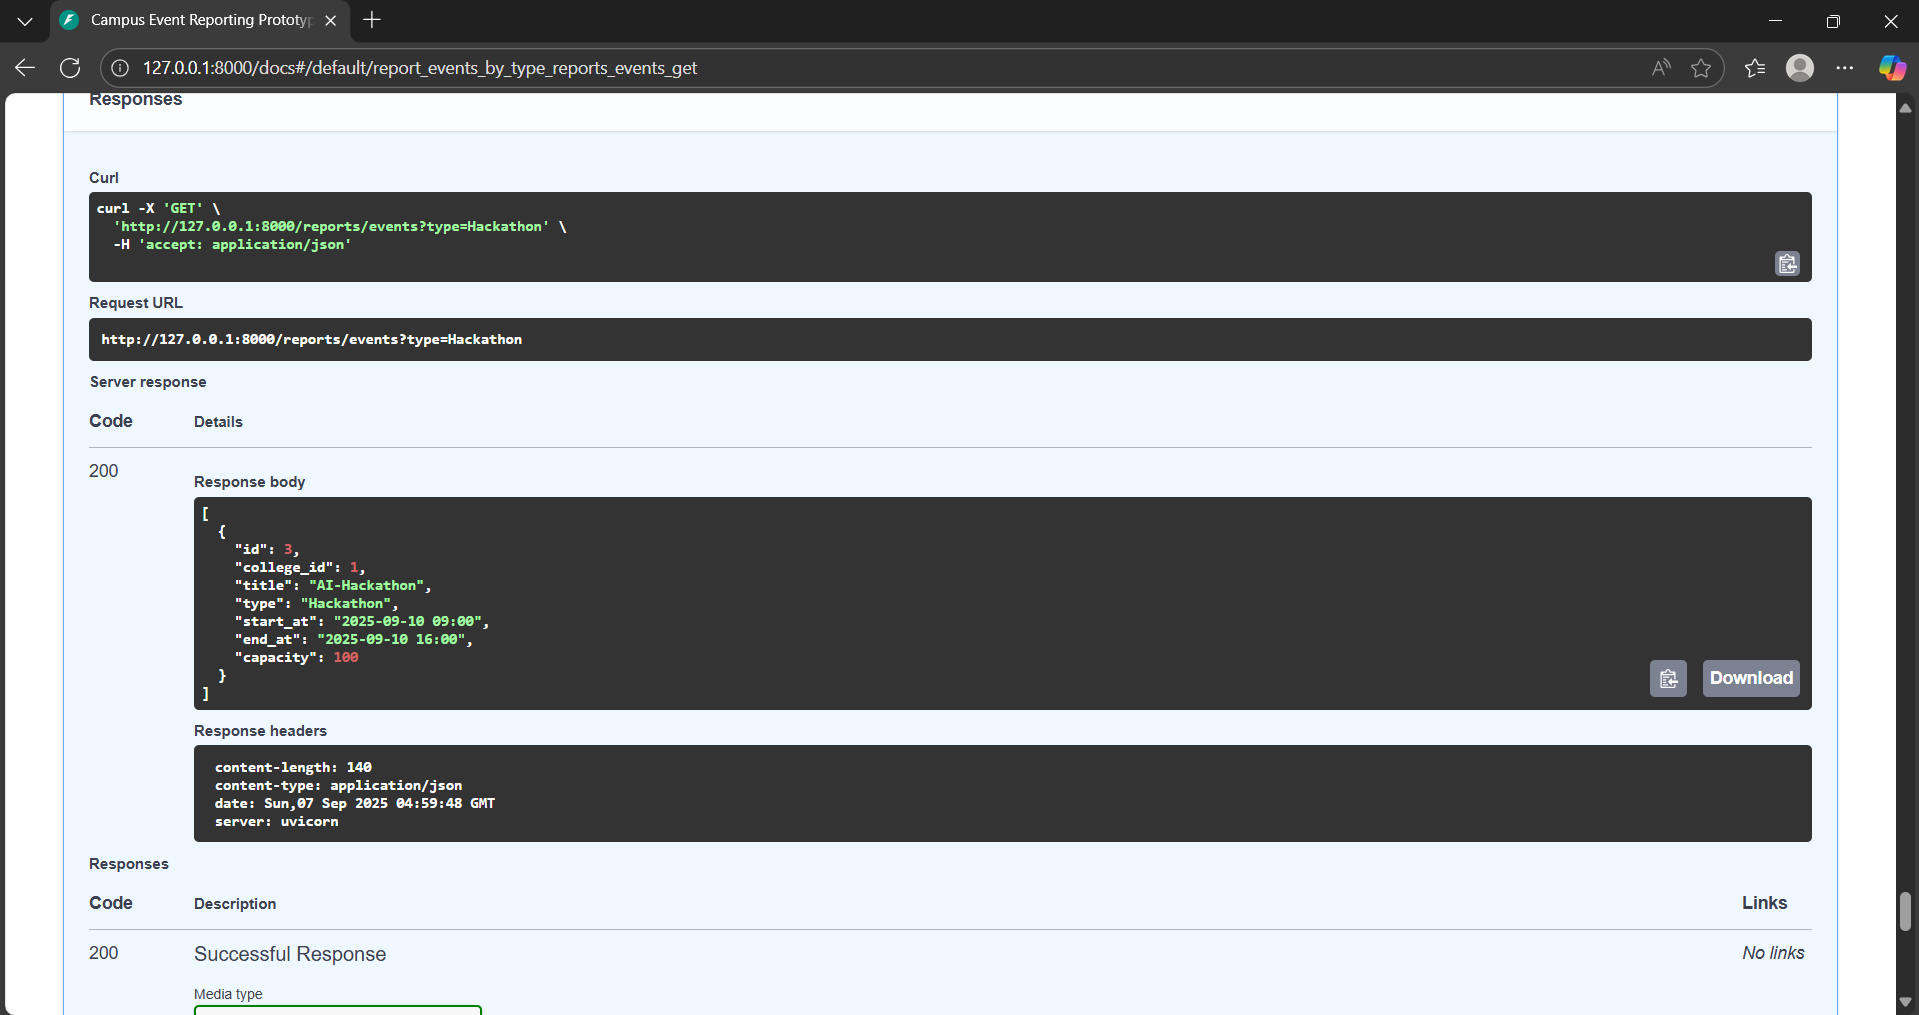 Campus Event Reporting Prototyp
127.0.0.1:8000/docs#/default/report_events_by_type_reports_events_get
Responses
Curl
curl -X 'GET' \
'http://127.0.0.1:8000/reports/events?type=Hackathon' \
-H 'accept: application/json'
Request URL
http://127.0.0.1:8000/reports/events?type=Hackathon
Server response
Code Details
200
Response body
[
{
"id": 3,
"college_id": 1,
"title": "AI-Hackathon",
"type": "Hackathon",
"start_at": "2025-09-10 09:00",
"end_at": "2025-09-10 16:00",
"capacity": 100
}
]
Download
Response headers
content-length: 140
content-type: application/json
date: Sun,07 Sep 2025 04:59:48 GMT
server: uvicorn
Responses
Code Description Links
200 Successful Response No links
Media type